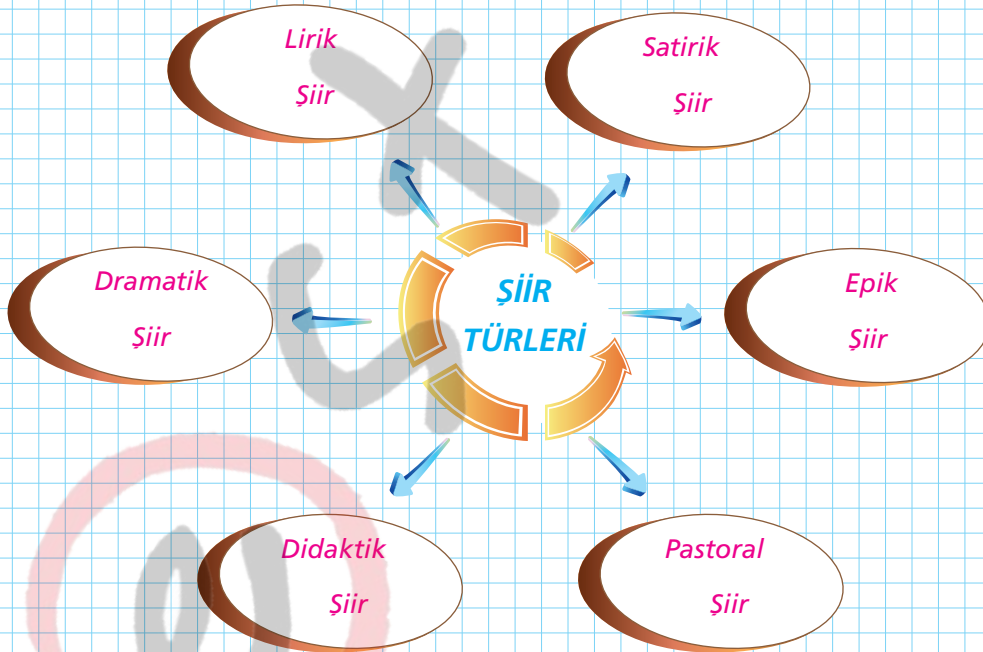 Lirik
Şiir
Satirik
Şiir
Dramatik
Şiir
ŞİİR
TÜRLERİ
Epik
Şiir
Didaktik
Şiir
Pastoral
Şiir